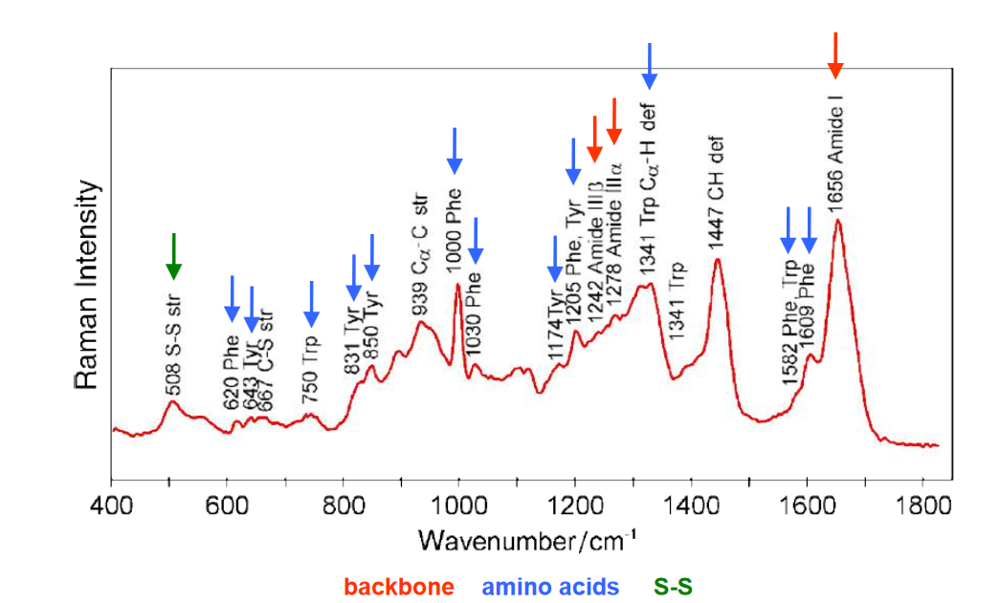 Raman Intensity
508 S-S str
620 Phe
643 Tyr
667 C-S str
750 Trp
831 Tyr
850 Tyr
939 Cα-C str
1000 Phe
1030 Phe
1174Tyr
1205 Phe, Tyr
1242 Amide IIIβ
1278 Amide IIIα
1341 Trp Cα-H def
1341 Trp
1447 CH def
1582 Phe, Trp
1609 Phe
1656 Amide I
400 600 800 1000 1200 1400 1600 1800
Wavenumber/cm⁻¹
backbone amino acids S-S